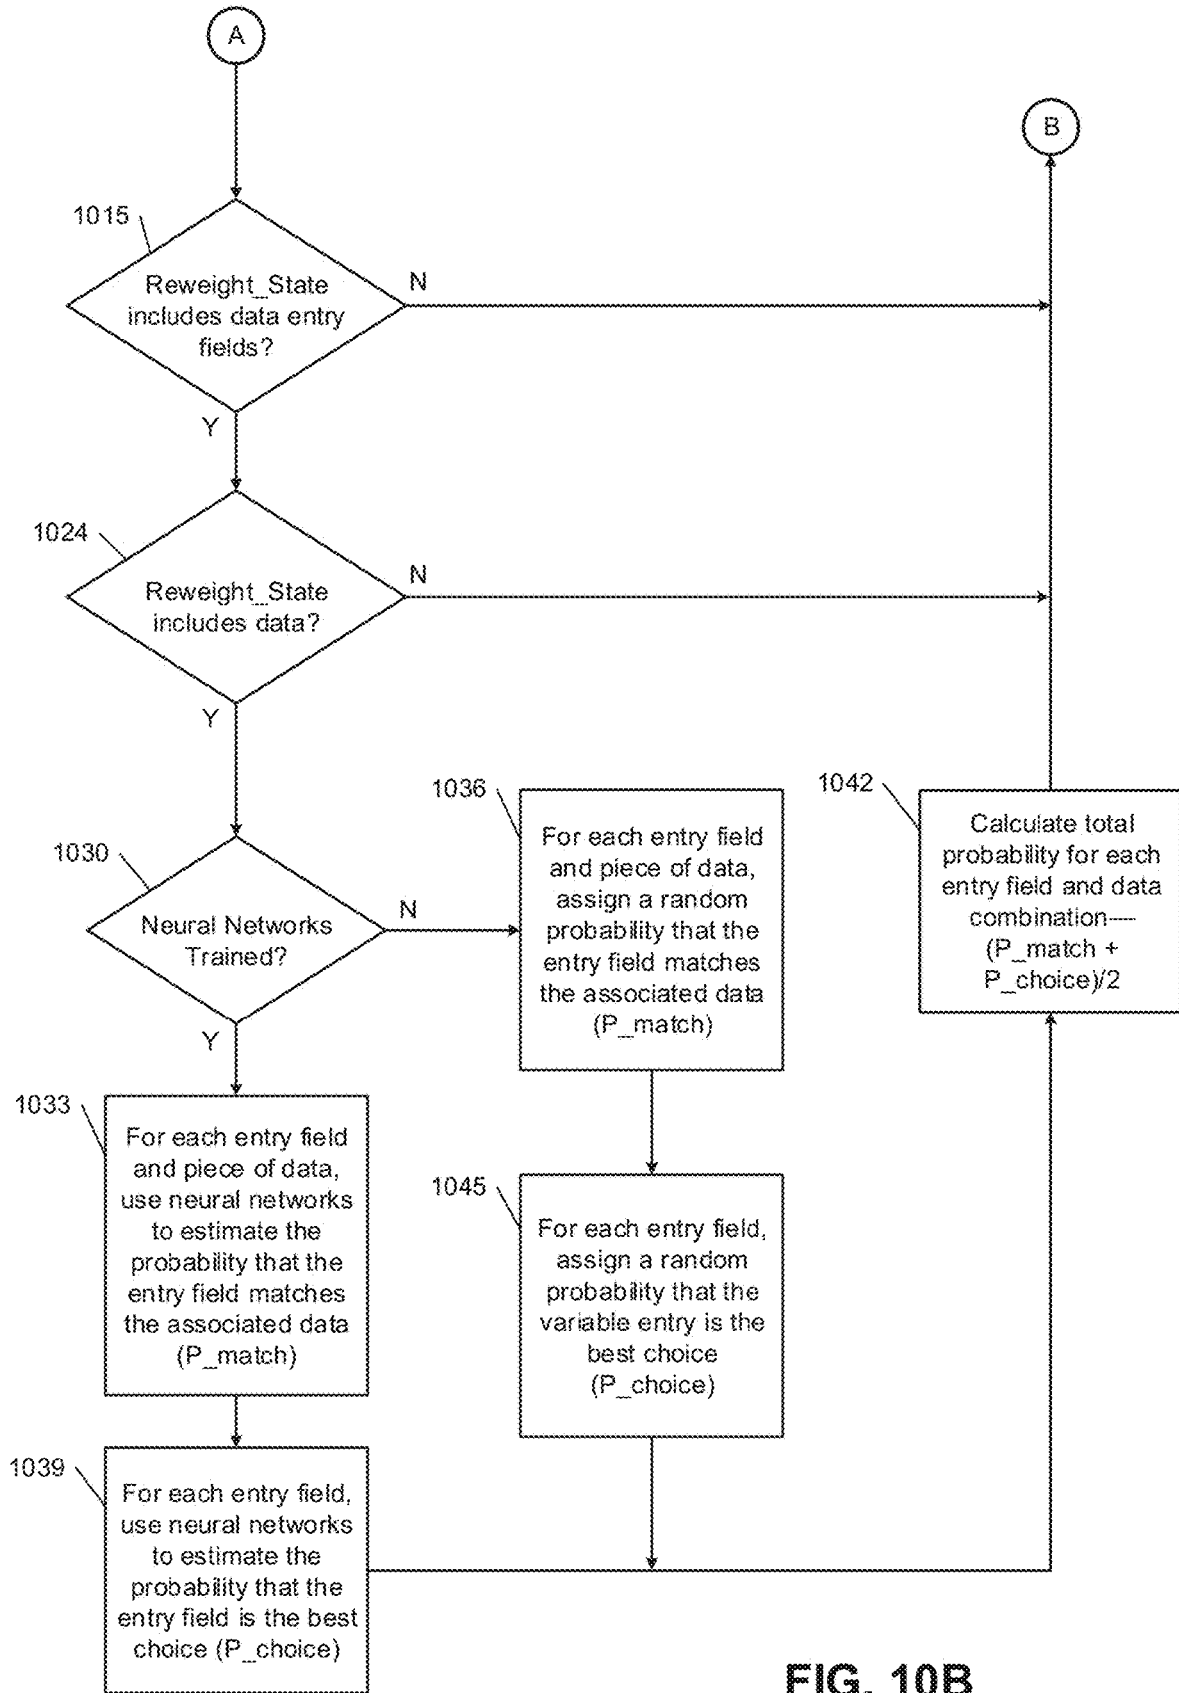 A
B
1015
Reweight_State
includes data entry
fields?
N
Y
1024
Reweight_State
includes data?
N
Y
1030
Neural Networks
Trained?
N
Y
1036
For each entry field
and piece of data,
assign a random
probability that the
entry field matches
the associated data
(P_match)
1042
Calculate total
probability for each
entry field and data
combination—
(P_match +
P_choice)/2
1033
For each entry field
and piece of data,
use neural networks
to estimate the
probability that the
entry field matches
the associated data
(P_match)
1045
For each entry field,
assign a random
probability that the
variable entry is the
best choice
(P_choice)
1039
For each entry field,
use neural networks
to estimate the
probability that the
entry field is the best
choice (P_choice)
FIG. 10B